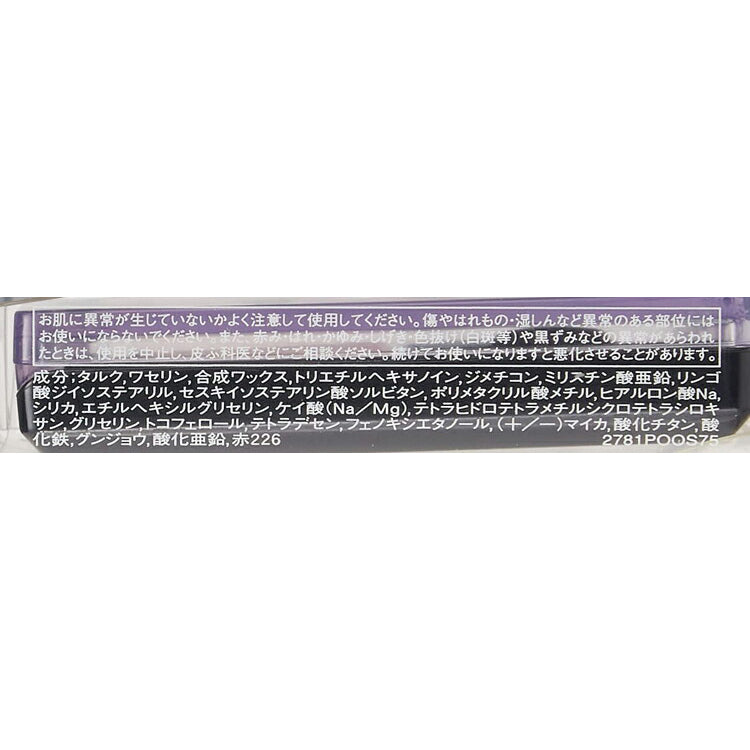 お肌に異常が生じていないかよく注意して使用してください。傷やはれもの・湿しんなど異常のある部位には
お使いにならないでください。また、赤み・はれ・かゆみ・しげき・色抜け(白斑等)や黒ずみなどの異常があらわれ
たときは、使用を中止し、皮ふ科医などにご相談ください。続けてお使いになりますと悪化させることがあります。
成分;タルク,ワセリン,合成ワックス,トリエチルヘキサノイン,ジメチコン,ミリスチン酸亜鉛,リンゴ
酸ジイソステアリル,セスキイソステアリン酸ソルビタン,ポリメタクリル酸メチル,ヒアルロン酸Na,
シリカ,エチルヘキシルグリセリン,ケイ酸(Na/Mg),テトラヒドロテトラメチルシクロテトラシロキ
サン,グリセリン,トコフェロール,テトラデセン,フェノキシエタノール,(+/−)マイカ,酸化チタン,酸
化鉄,グンジョウ,酸化亜鉛,赤226 2781POOS75